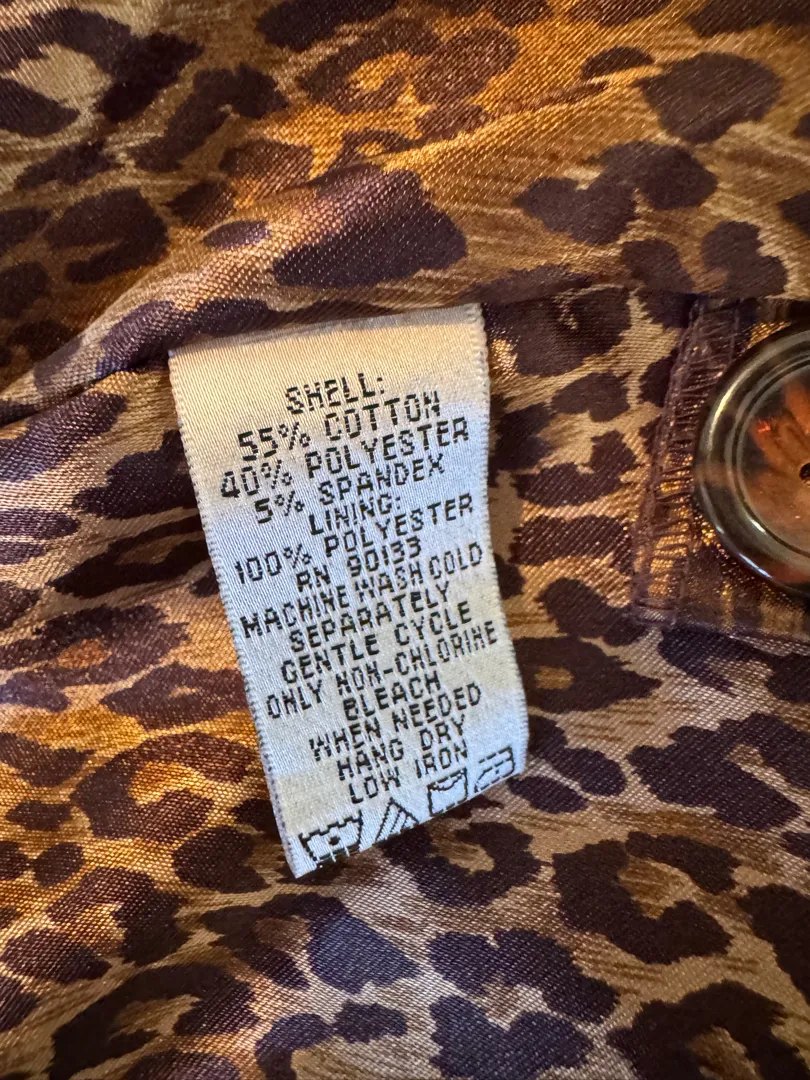 SHELL:
55% COTTON
40% POLYESTER
5% SPANDEX
LINING:
100% POLYESTER
RN 90133
MACHINE WASH COLD
SEPARATELY
GENTLE CYCLE
ONLY NON-CHLORINE
BLEACH
WHEN NEEDED
HANG DRY
LOW IRON